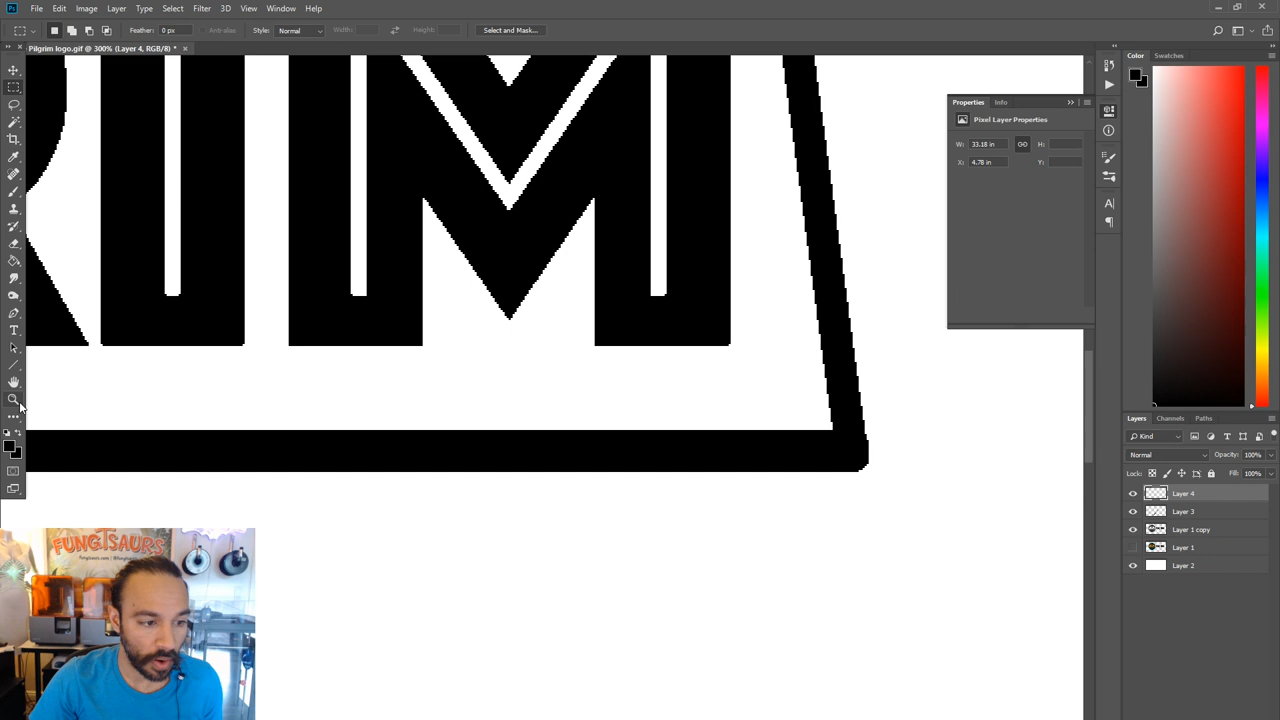 File Edit Image Layer Type Select Filter 3D View Window Help
Feather: 0 px Anti-alias Style: Normal Width: Height: Select and Mask...
Pilgrim logo.gif @ 300% (Layer 4, RGB/8) *
RIM
Properties Info
Pixel Layer Properties
W: 33.18 in H:
X: 4.78 in Y:
Color Swatches
Layers Channels Paths
Kind
Normal Opacity: 100%
Lock: Fill: 100%
Layer 4
Layer 3
Layer 1 copy
Layer 1
Layer 2
FUNGTSAURS